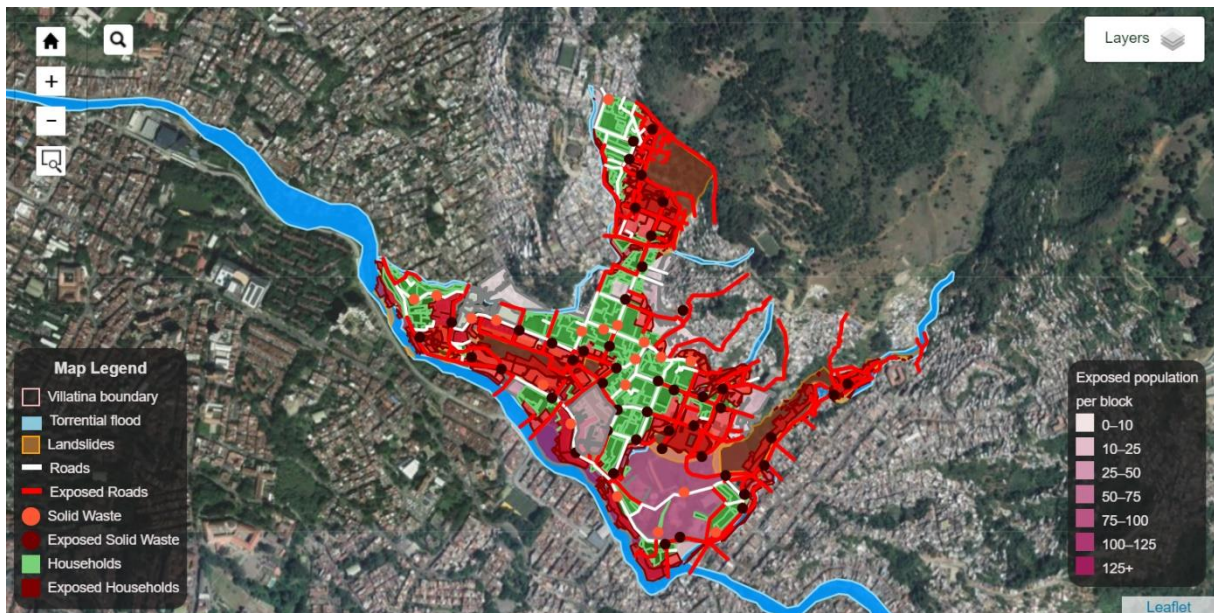 Layers
+
−
Map Legend
Villatina boundary
Torrential flood
Landslides
Roads
Exposed Roads
Solid Waste
Exposed Solid Waste
Households
Exposed Households
Exposed population
per block
0–10
10–25
25–50
50–75
75–100
100–125
125+
Leaflet